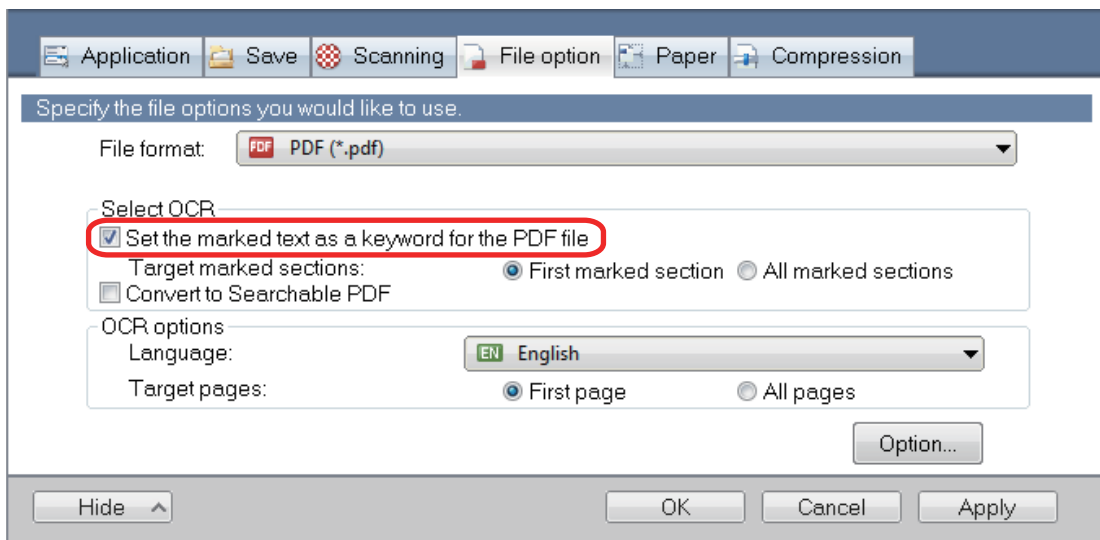 Application Save Scanning File option Paper Compression
Specify the file options you would like to use.
File format: PDF PDF (*.pdf)
Select OCR
Set the marked text as a keyword for the PDF file
Target marked sections: First marked section All marked sections
Convert to Searchable PDF
OCR options
Language: EN English
Target pages: First page All pages
Option...
Hide OK Cancel Apply